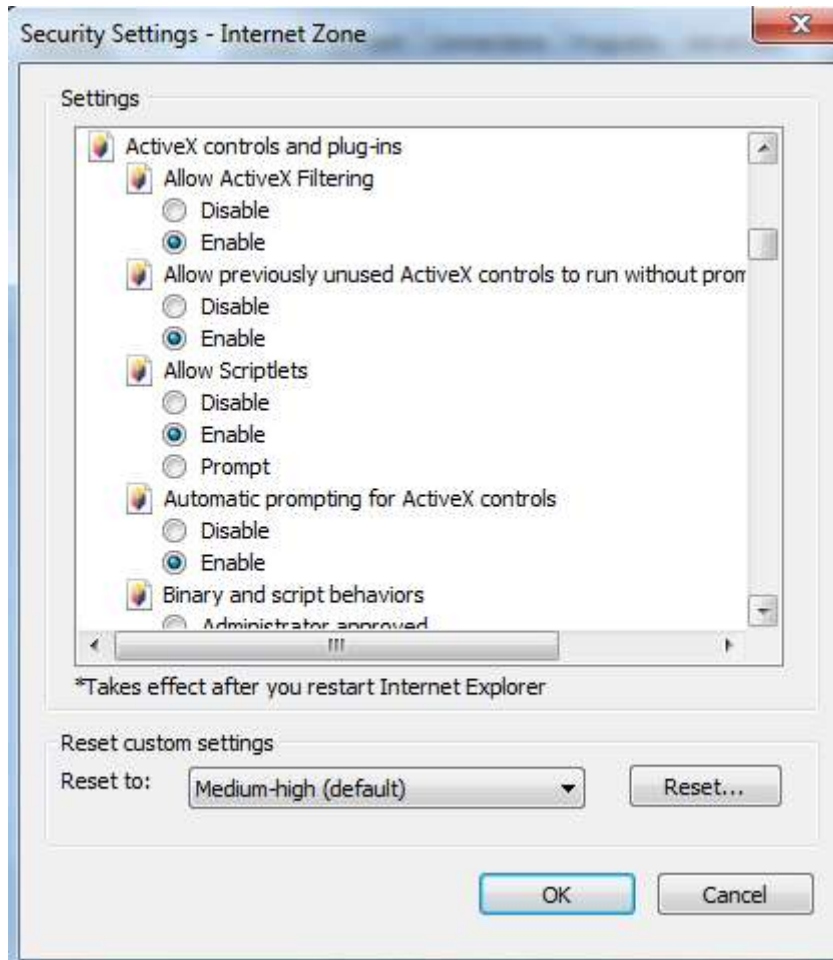 Security Settings - Internet Zone
Settings
ActiveX controls and plug-ins
Allow ActiveX Filtering
Disable
Enable
Allow previously unused ActiveX controls to run without prom
Disable
Enable
Allow Scriptlets
Disable
Enable
Prompt
Automatic prompting for ActiveX controls
Disable
Enable
Binary and script behaviors
Administrator approved
*Takes effect after you restart Internet Explorer
Reset custom settings
Reset to:
Medium-high (default)
Reset...
OK
Cancel